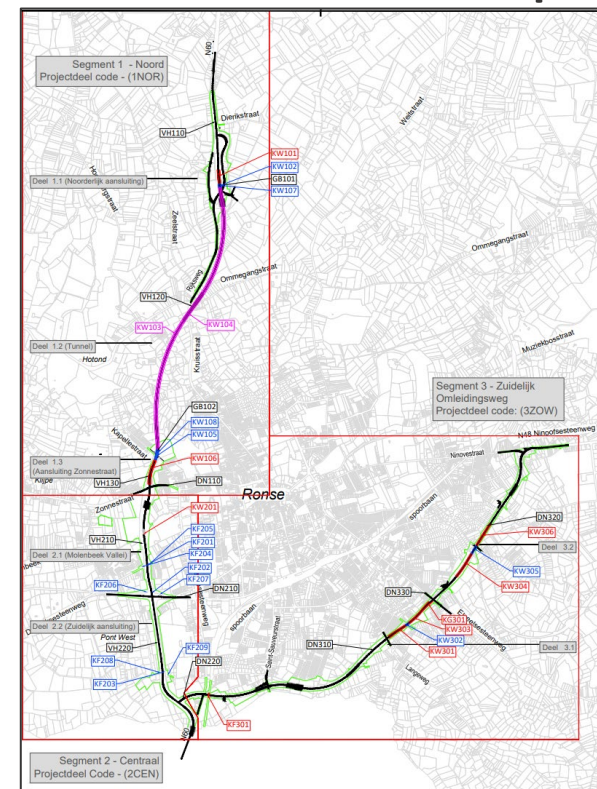 Segment 1 - Noord
Projectdeel code - (1NOR)
N60
Dierikstraat
VH110
Weitstraat
KW101
KW102
GB101
KW107
Deel 1.1 (Noorderlijk aansluiting)
Zeelstraat
Ommegangstraat
Ommegangstraat
Rijksweg
VH120
KW103
KW104
Muziekbosstraat
Deel 1.2 (Tunnel)
Hotond
Kruisstraat
Segment 3 - Zuidelijk
Omleidingsweg
Projectdeel code: (3ZOW)
GB102
KW108
KW105
Kapellestraat
N48 Ninoofsesteenweg
Ninovestraat
Deel 1.3
(Aansluiting Zonnestraat)
KW106
Klijpe
VH130
DN110
Ronse
spoorbaan
Zonnestraat
KW201
DN320
VH210
KF205
KF201
KW306
Deel 2.1 (Molenbeek Vallei)
KF204
Deel 3.2
KF202
KW305
KF206
KF207
KW304
DN210
DN330
Deel 2.2 (Zuidelijk aansluiting)
spoorbaan
KG301
KW303
Pont West
KW302
VH220
KF209
DN310
KW301
Deel 3.1
KF208
DN220
Langeweg
KF203
KF301
N60
Segment 2 - Centraal
Projectdeel Code - (2CEN)